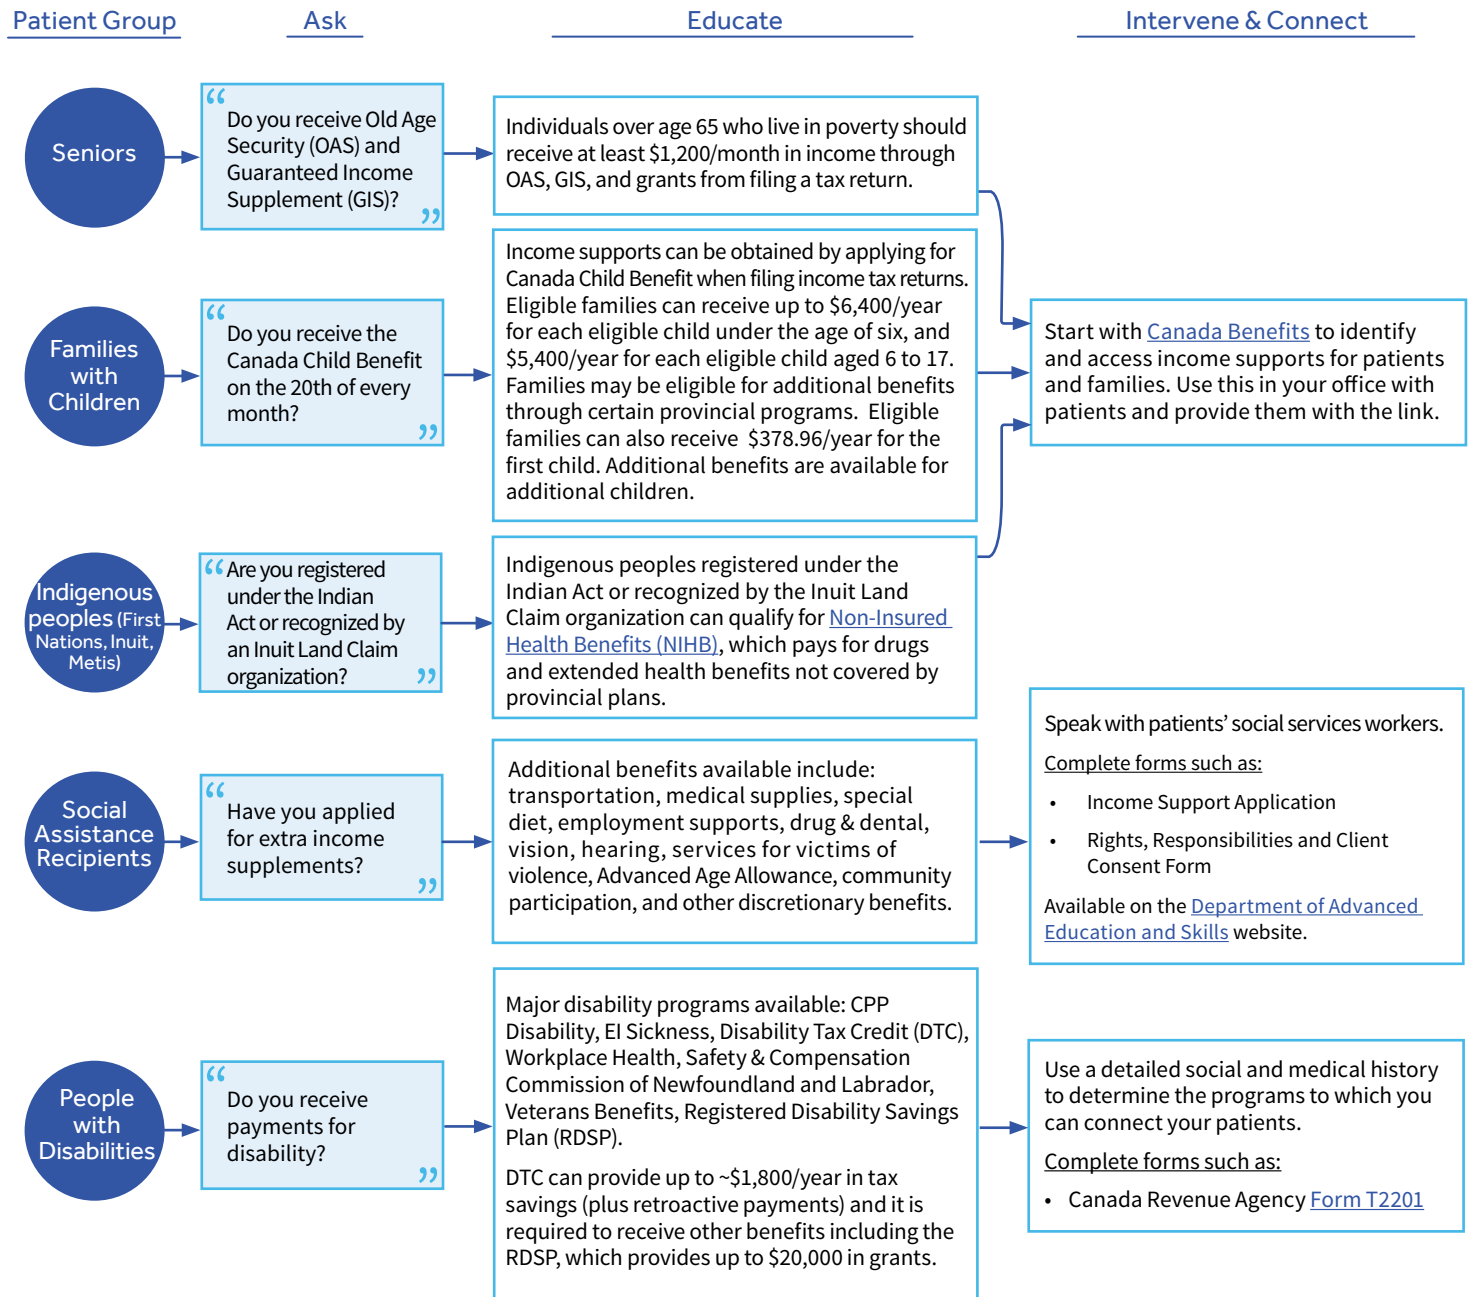 Patient Group
Ask
Educate
Intervene & Connect
Seniors
“
Do you receive Old Age
Security (OAS) and
Guaranteed Income
Supplement (GIS)?
”
Individuals over age 65 who live in poverty should
receive at least $1,200/month in income through
OAS, GIS, and grants from filing a tax return.
Families
with
Children
“
Do you receive the
Canada Child Benefit
on the 20th of every
month?
”
Income supports can be obtained by applying for
Canada Child Benefit when filing income tax returns.
Eligible families can receive up to $6,400/year
for each eligible child under the age of six, and
$5,400/year for each eligible child aged 6 to 17.
Families may be eligible for additional benefits
through certain provincial programs. Eligible
families can also receive $378.96/year for the
first child. Additional benefits are available for
additional children.
Start with Canada Benefits to identify
and access income supports for patients
and families. Use this in your office with
patients and provide them with the link.
Indigenous
peoples (First
Nations, Inuit,
Metis)
“ Are you registered
under the Indian
Act or recognized by
an Inuit Land Claim
organization? ”
Indigenous peoples registered under the
Indian Act or recognized by the Inuit Land
Claim organization can qualify for Non-Insured
Health Benefits (NIHB), which pays for drugs
and extended health benefits not covered by
provincial plans.
Social
Assistance
Recipients
“
Have you applied
for extra income
supplements?
”
Additional benefits available include:
transportation, medical supplies, special
diet, employment supports, drug & dental,
vision, hearing, services for victims of
violence, Advanced Age Allowance, community
participation, and other discretionary benefits.
Speak with patients’ social services workers.
Complete forms such as:
• Income Support Application
• Rights, Responsibilities and Client
Consent Form
Available on the Department of Advanced
Education and Skills website.
People
with
Disabilities
“
Do you receive
payments for
disability?
”
Major disability programs available: CPP
Disability, EI Sickness, Disability Tax Credit (DTC),
Workplace Health, Safety & Compensation
Commission of Newfoundland and Labrador,
Veterans Benefits, Registered Disability Savings
Plan (RDSP).
DTC can provide up to ~$1,800/year in tax
savings (plus retroactive payments) and it is
required to receive other benefits including the
RDSP, which provides up to $20,000 in grants.
Use a detailed social and medical history
to determine the programs to which you
can connect your patients.
Complete forms such as:
• Canada Revenue Agency Form T2201